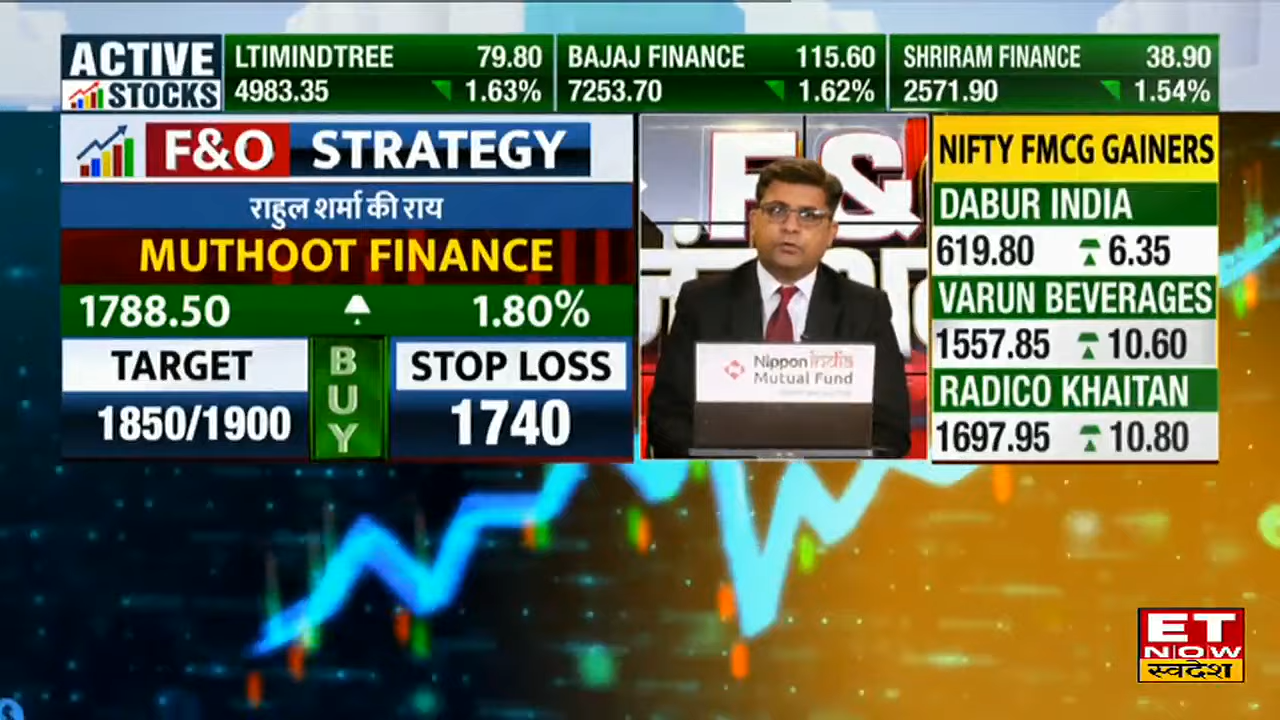 ACTIVE
STOCKS
LTIMINDTREE 79.80
4983.35 1.63%
BAJAJ FINANCE 115.60
7253.70 1.62%
SHRIRAM FINANCE 38.90
2571.90 1.54%
F&O STRATEGY
राहुल शर्मा की राय
MUTHOOT FINANCE
1788.50 1.80%
TARGET
1850/1900
BUY
STOP LOSS
1740
F&
Nippon india
Mutual Fund
NIFTY FMCG GAINERS
DABUR INDIA
619.80 6.35
VARUN BEVERAGES
1557.85 10.60
RADICO KHAITAN
1697.95 10.80
ET
NOW
स्वदेश